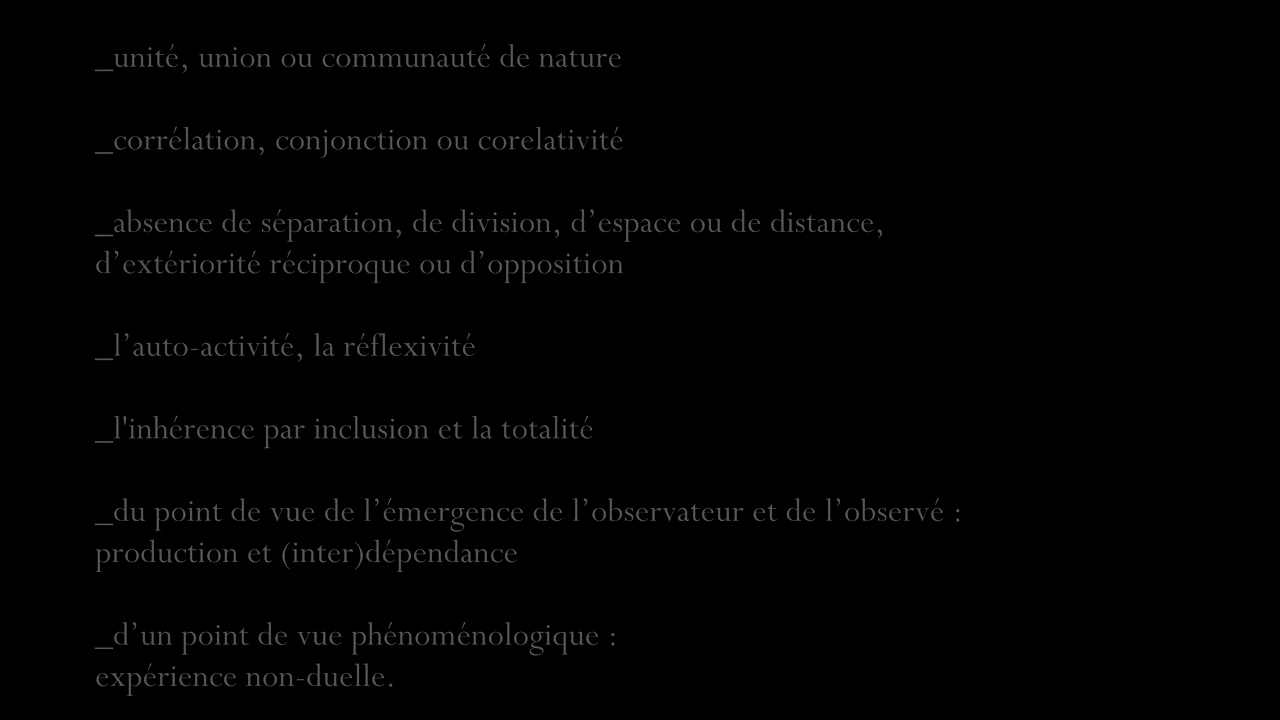 _unité, union ou communauté de nature
_corrélation, conjonction ou corelativité
_absence de séparation, de division, d’espace ou de distance,
d’extériorité réciproque ou d’opposition
_l’auto-activité, la réflexivité
_l'inhérence par inclusion et la totalité
_du point de vue de l’émergence de l’observateur et de l’observé :
production et (inter)dépendance
_d’un point de vue phénoménologique :
expérience non-duelle.